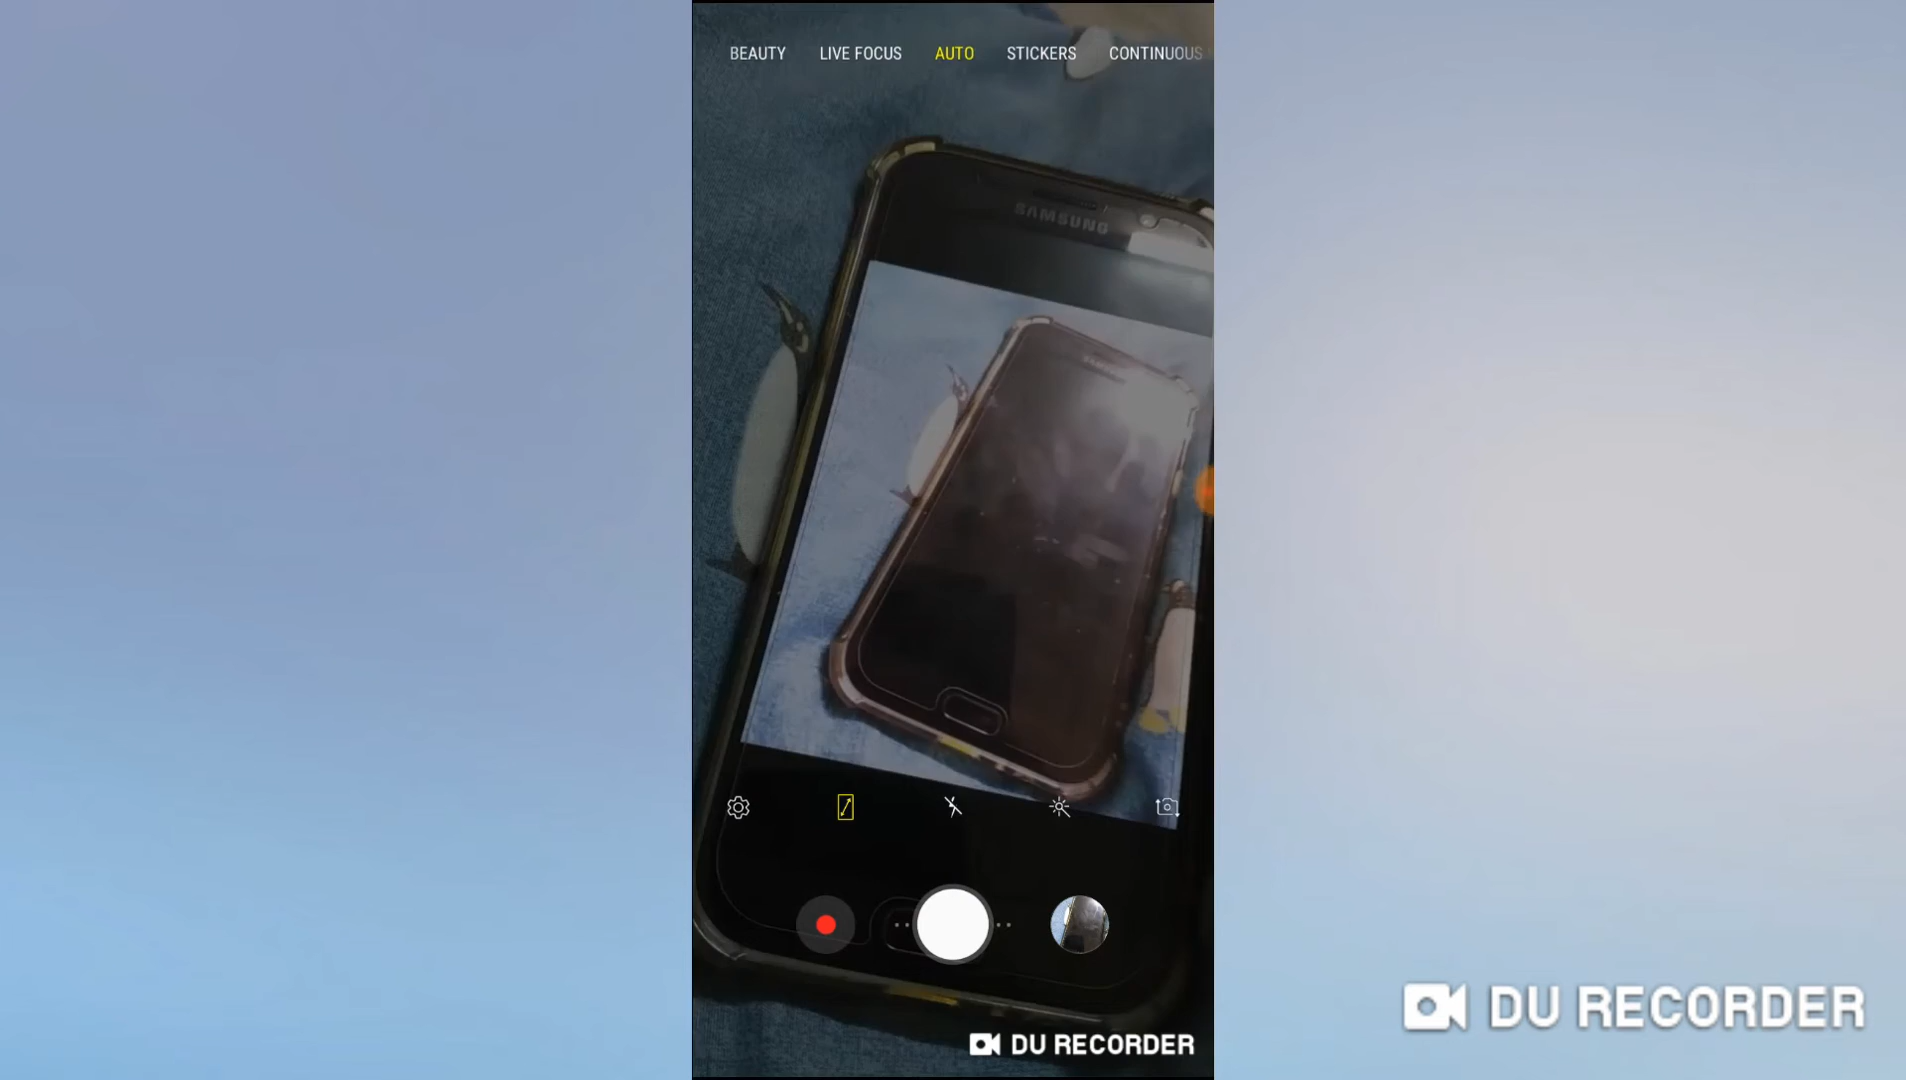 BEAUTY LIVE FOCUS AUTO STICKERS CONTINUOUS
SAMSUNG
DU RECORDER
DU RECORDER